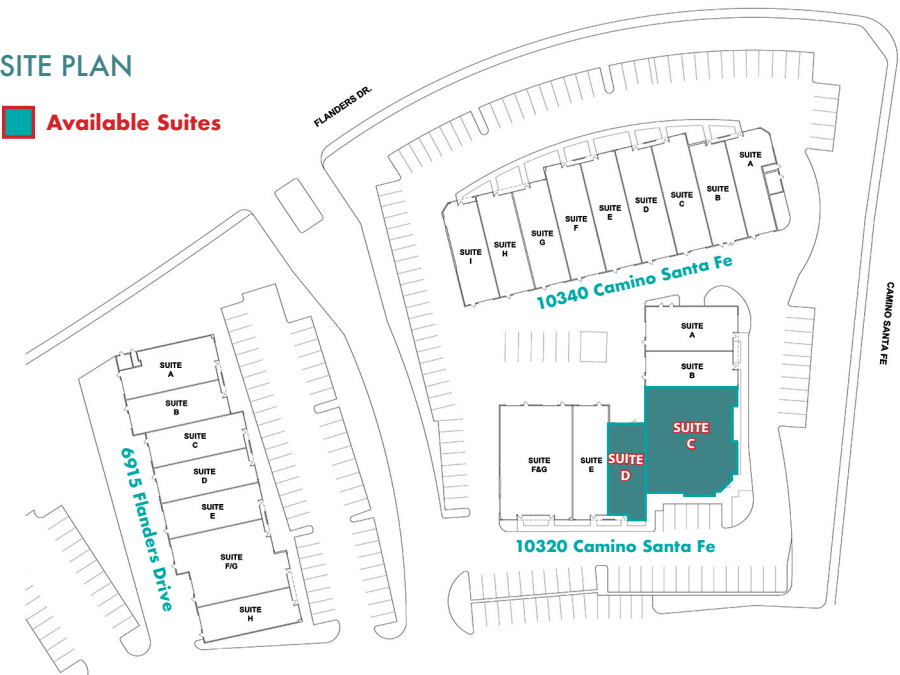 SITE PLAN
Available Suites
FLANDERS DR.
CAMINO SANTA FE
SUITE
A
SUITE
B
SUITE
C
SUITE
D
SUITE
E
SUITE
F
SUITE
G
SUITE
H
SUITE
I
10340 Camino Santa Fe
SUITE
A
SUITE
B
SUITE
C
SUITE
D
SUITE
E
SUITE
F&G
10320 Camino Santa Fe
SUITE
A
SUITE
B
SUITE
C
SUITE
D
SUITE
E
SUITE
F/G
SUITE
H
6915 Flanders Drive